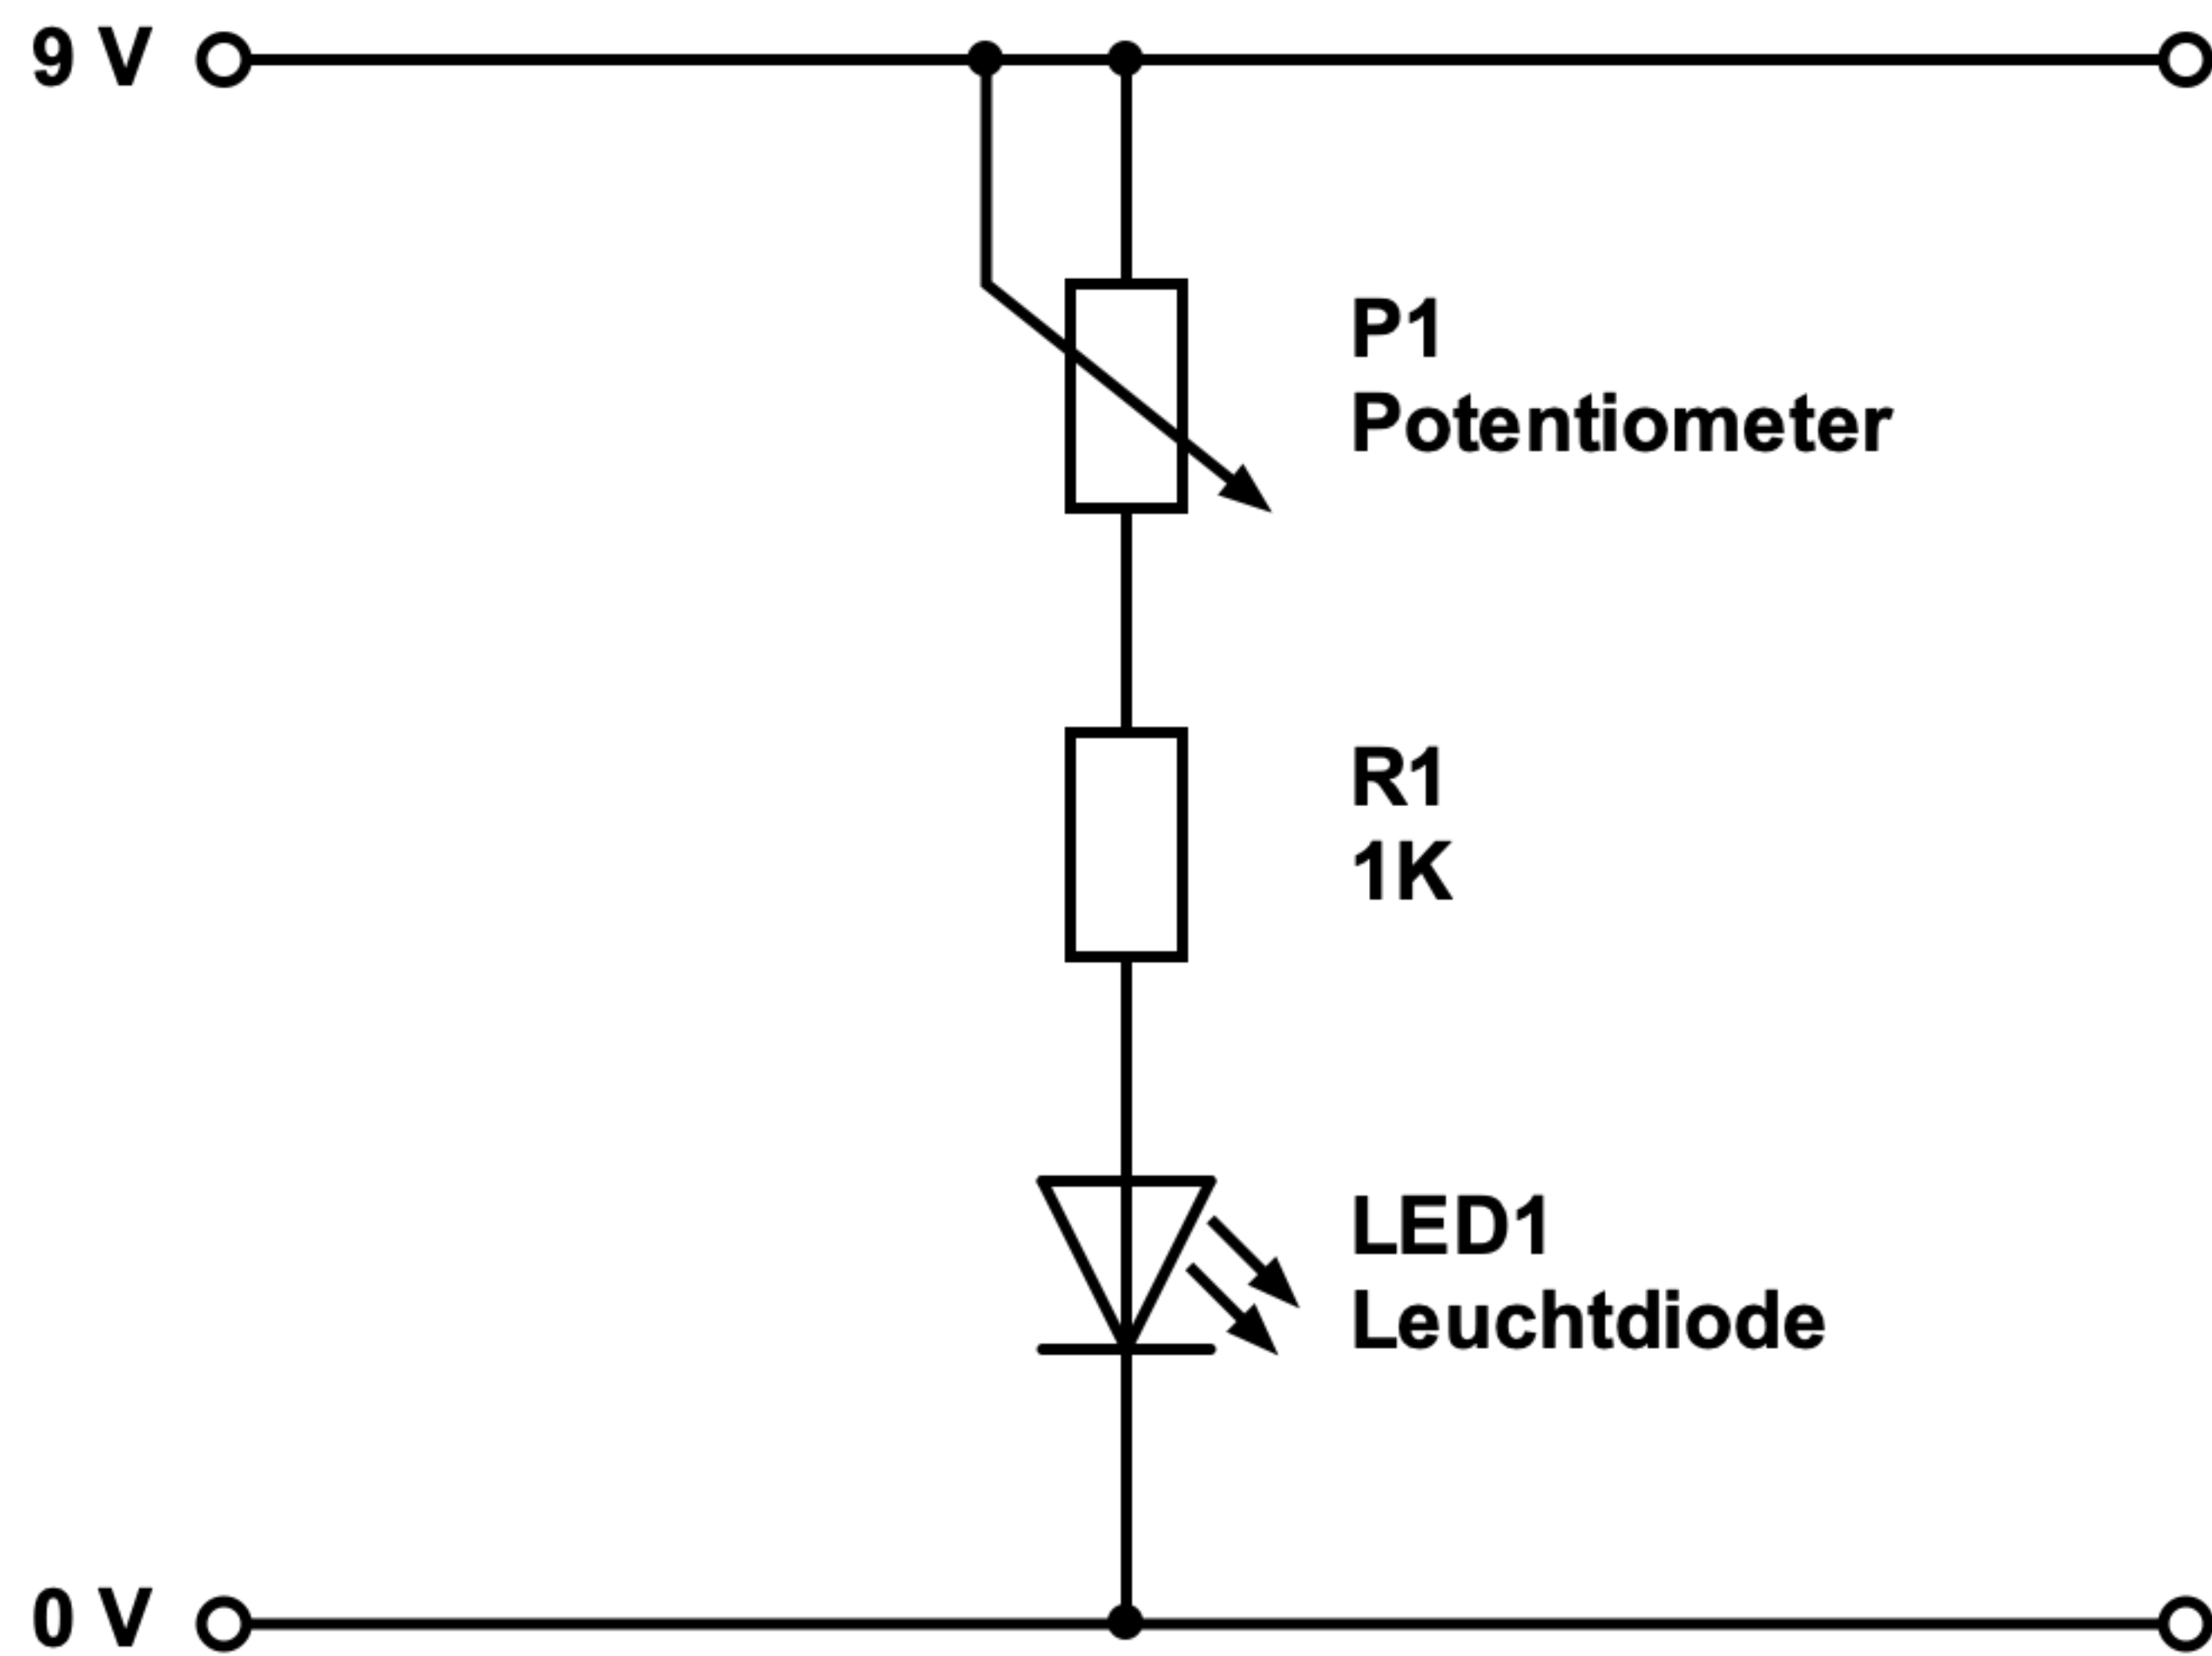 9 V
P1
Potentiometer
R1
1K
LED1
Leuchtdiode
0 V